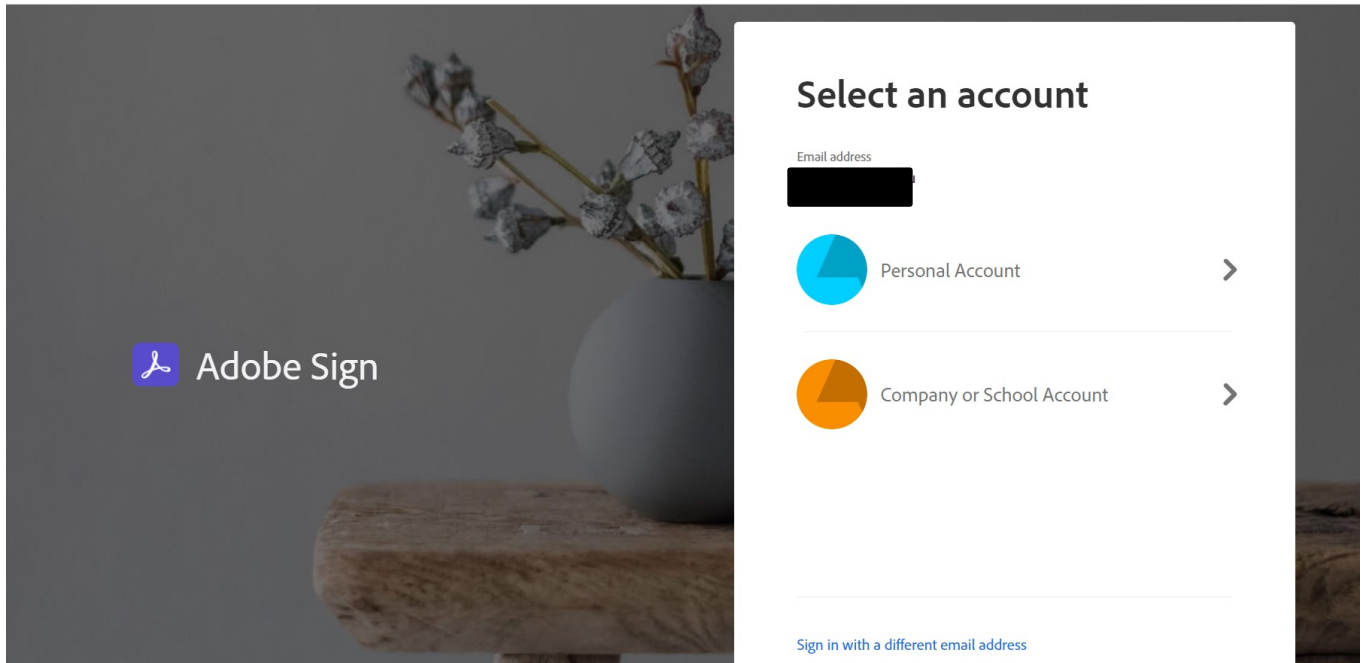 Adobe Sign
Select an account
Email address
Personal Account
Company or School Account
Sign in with a different email address